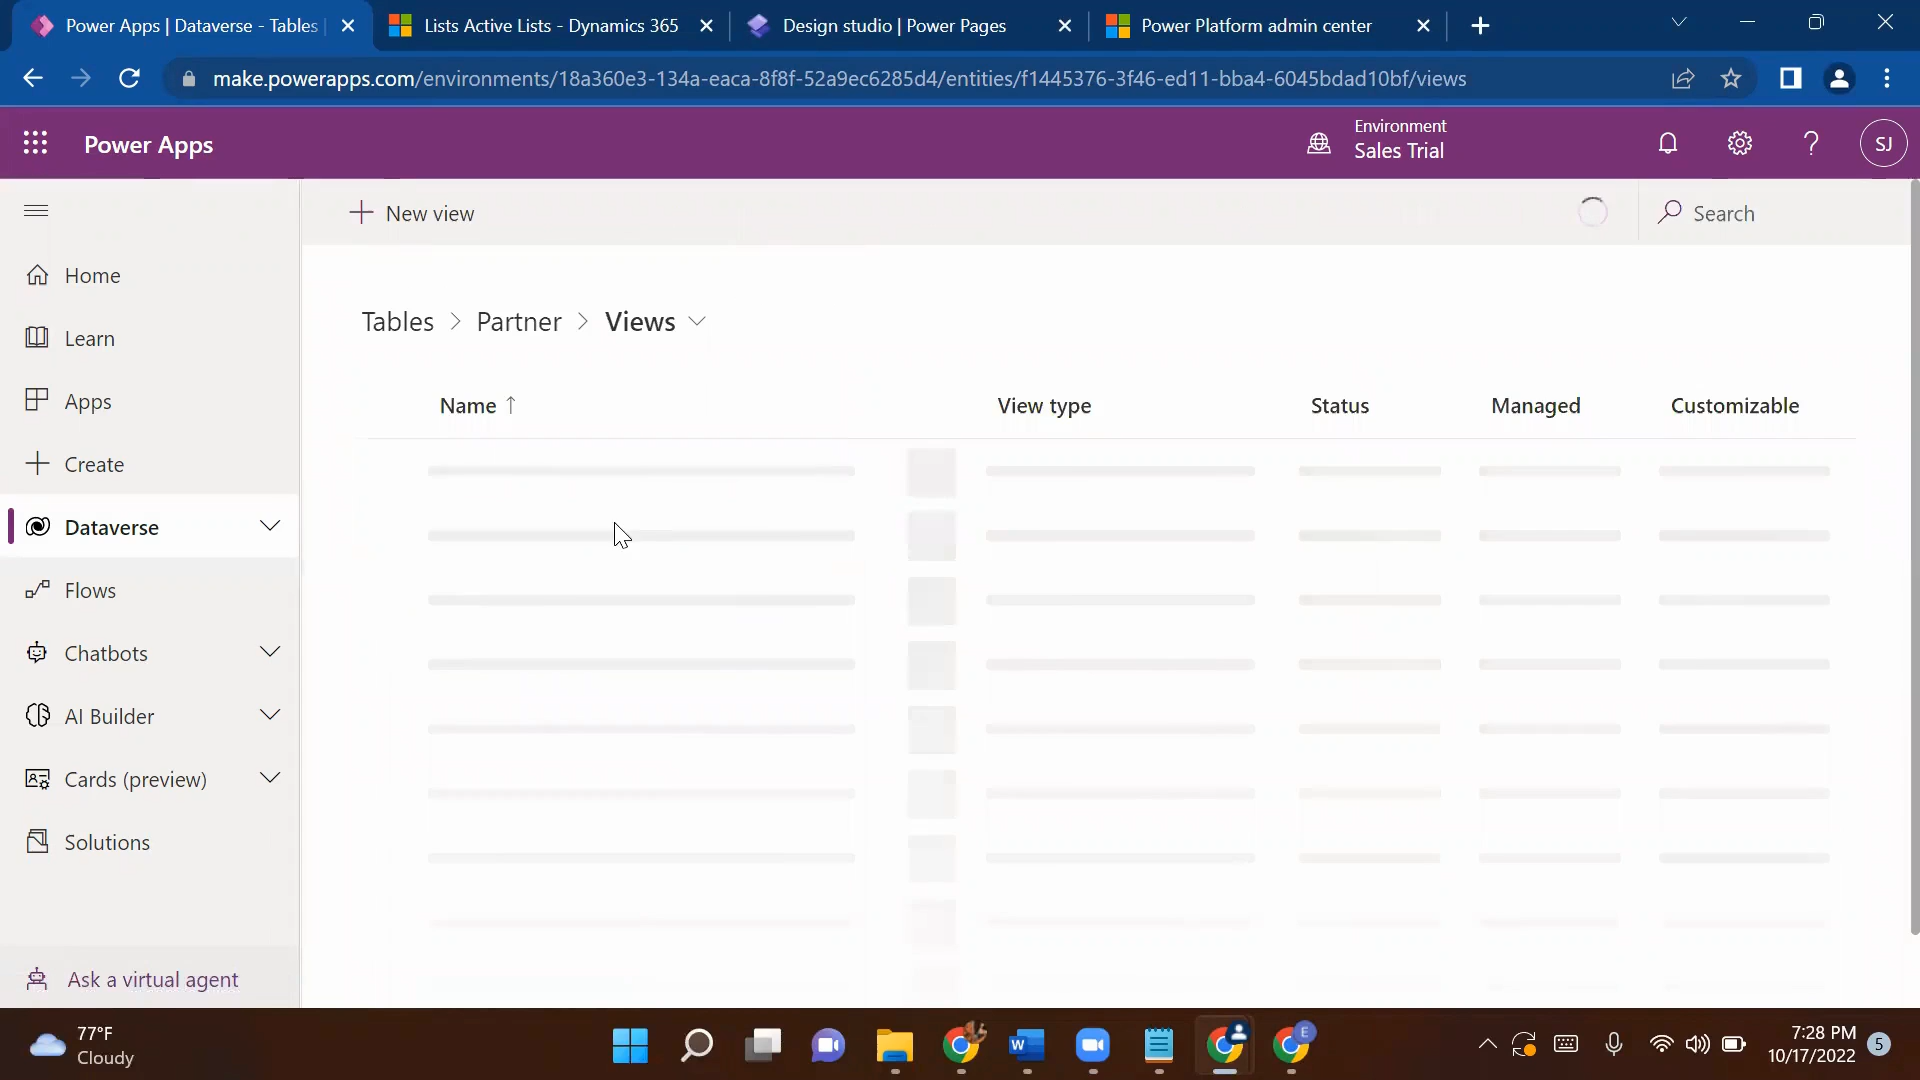 Power Apps | Dataverse - Tables
Lists Active Lists - Dynamics 365
Design studio | Power Pages
Power Platform admin center
make.powerapps.com/environments/18a360e3-134a-eaca-8f8f-52a9ec6285d4/entities/f1445376-3f46-ed11-bba4-6045bdad10bf/views
Power Apps
Environment
Sales Trial
SJ
New view
Search
Home
Learn
Apps
Create
Dataverse
Flows
Chatbots
AI Builder
Cards (preview)
Solutions
Ask a virtual agent
Tables > Partner > Views
Name
View type
Status
Managed
Customizable
77°F
Cloudy
W
E
7:28 PM
10/17/2022
5